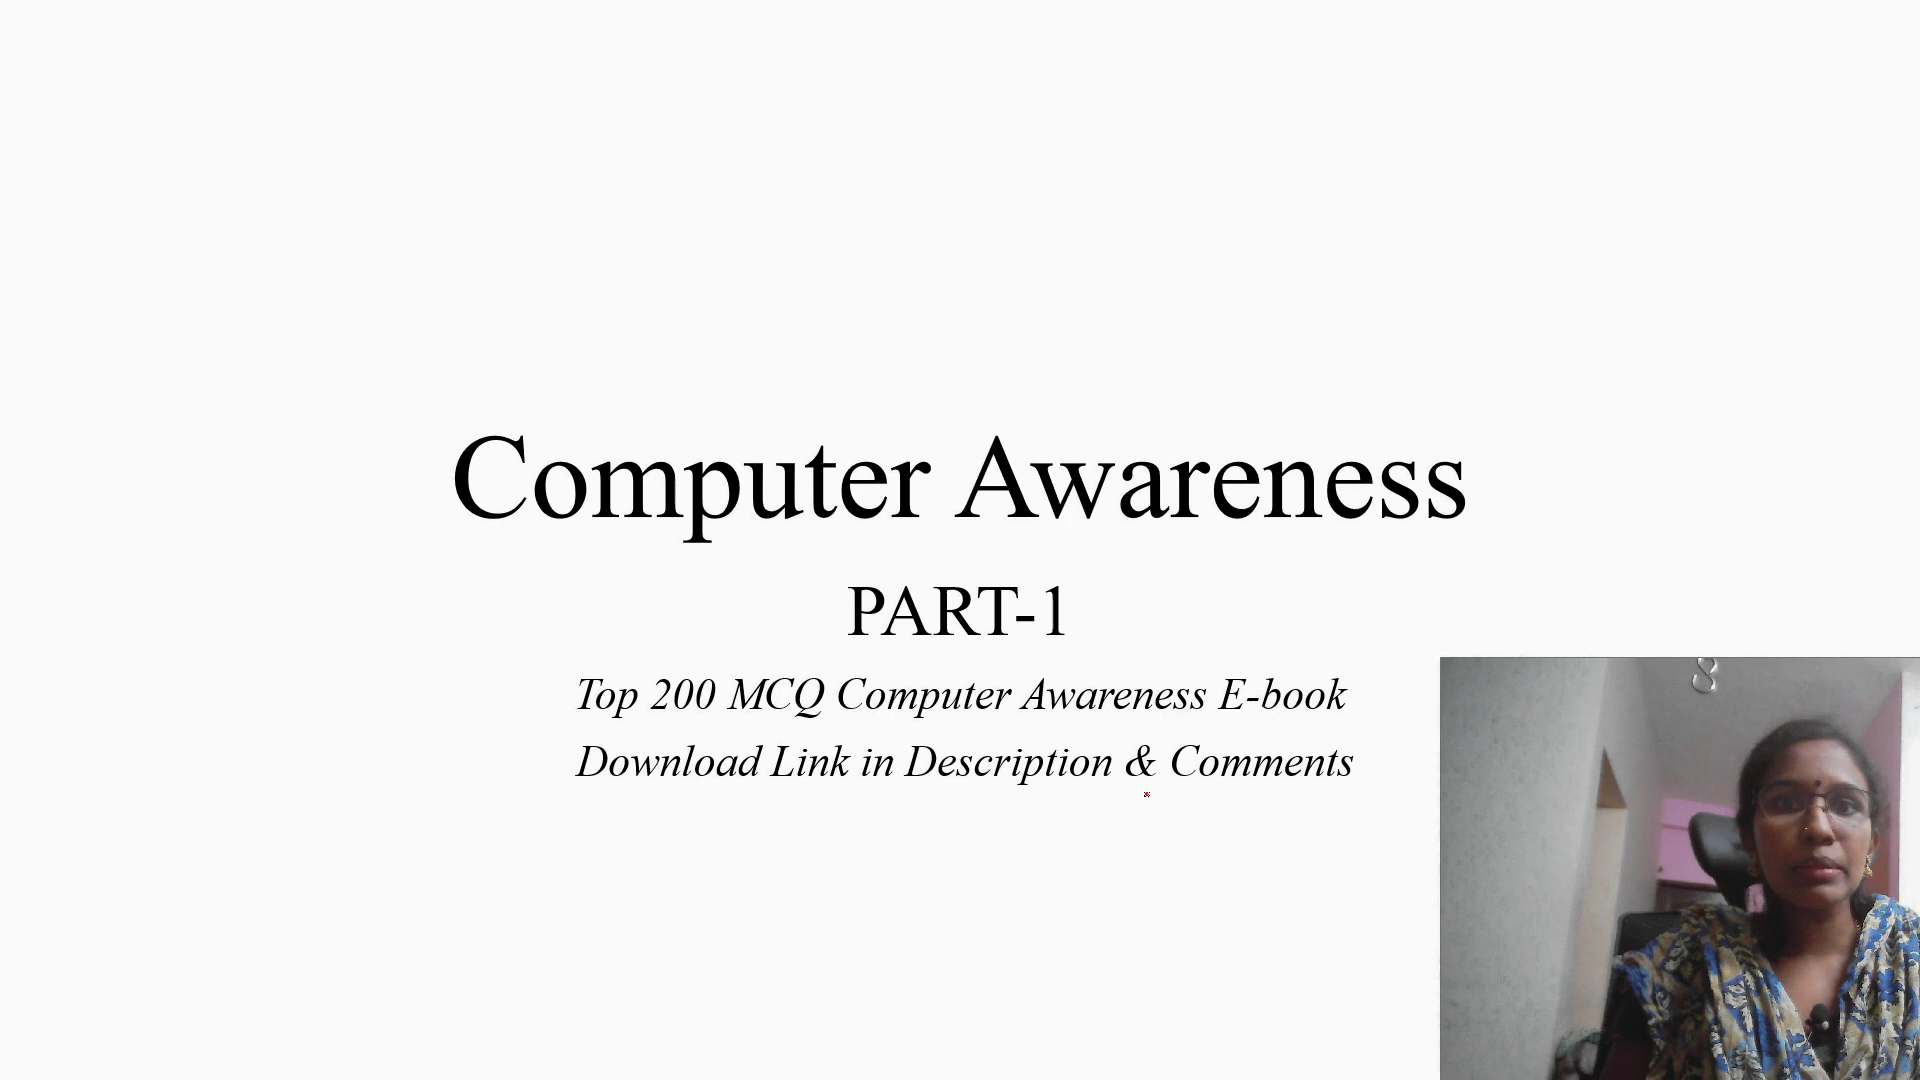 Computer Awareness
PART-1
Top 200 MCQ Computer Awareness E-book
Download Link in Description & Comments